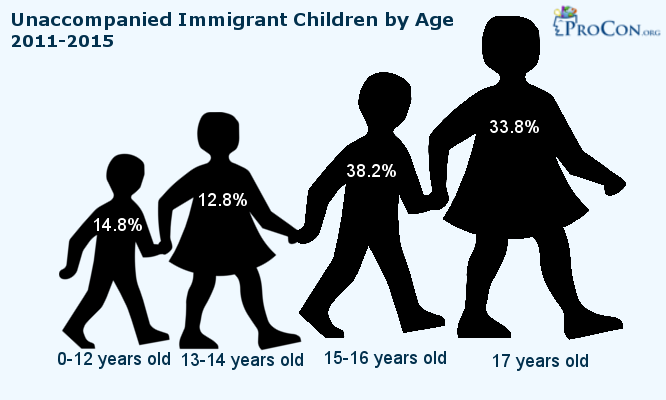 Unaccompanied Immigrant Children by Age
2011-2015
ProCon.org
33.8%
38.2%
12.8%
14.8%
0-12 years old
13-14 years old
15-16 years old
17 years old